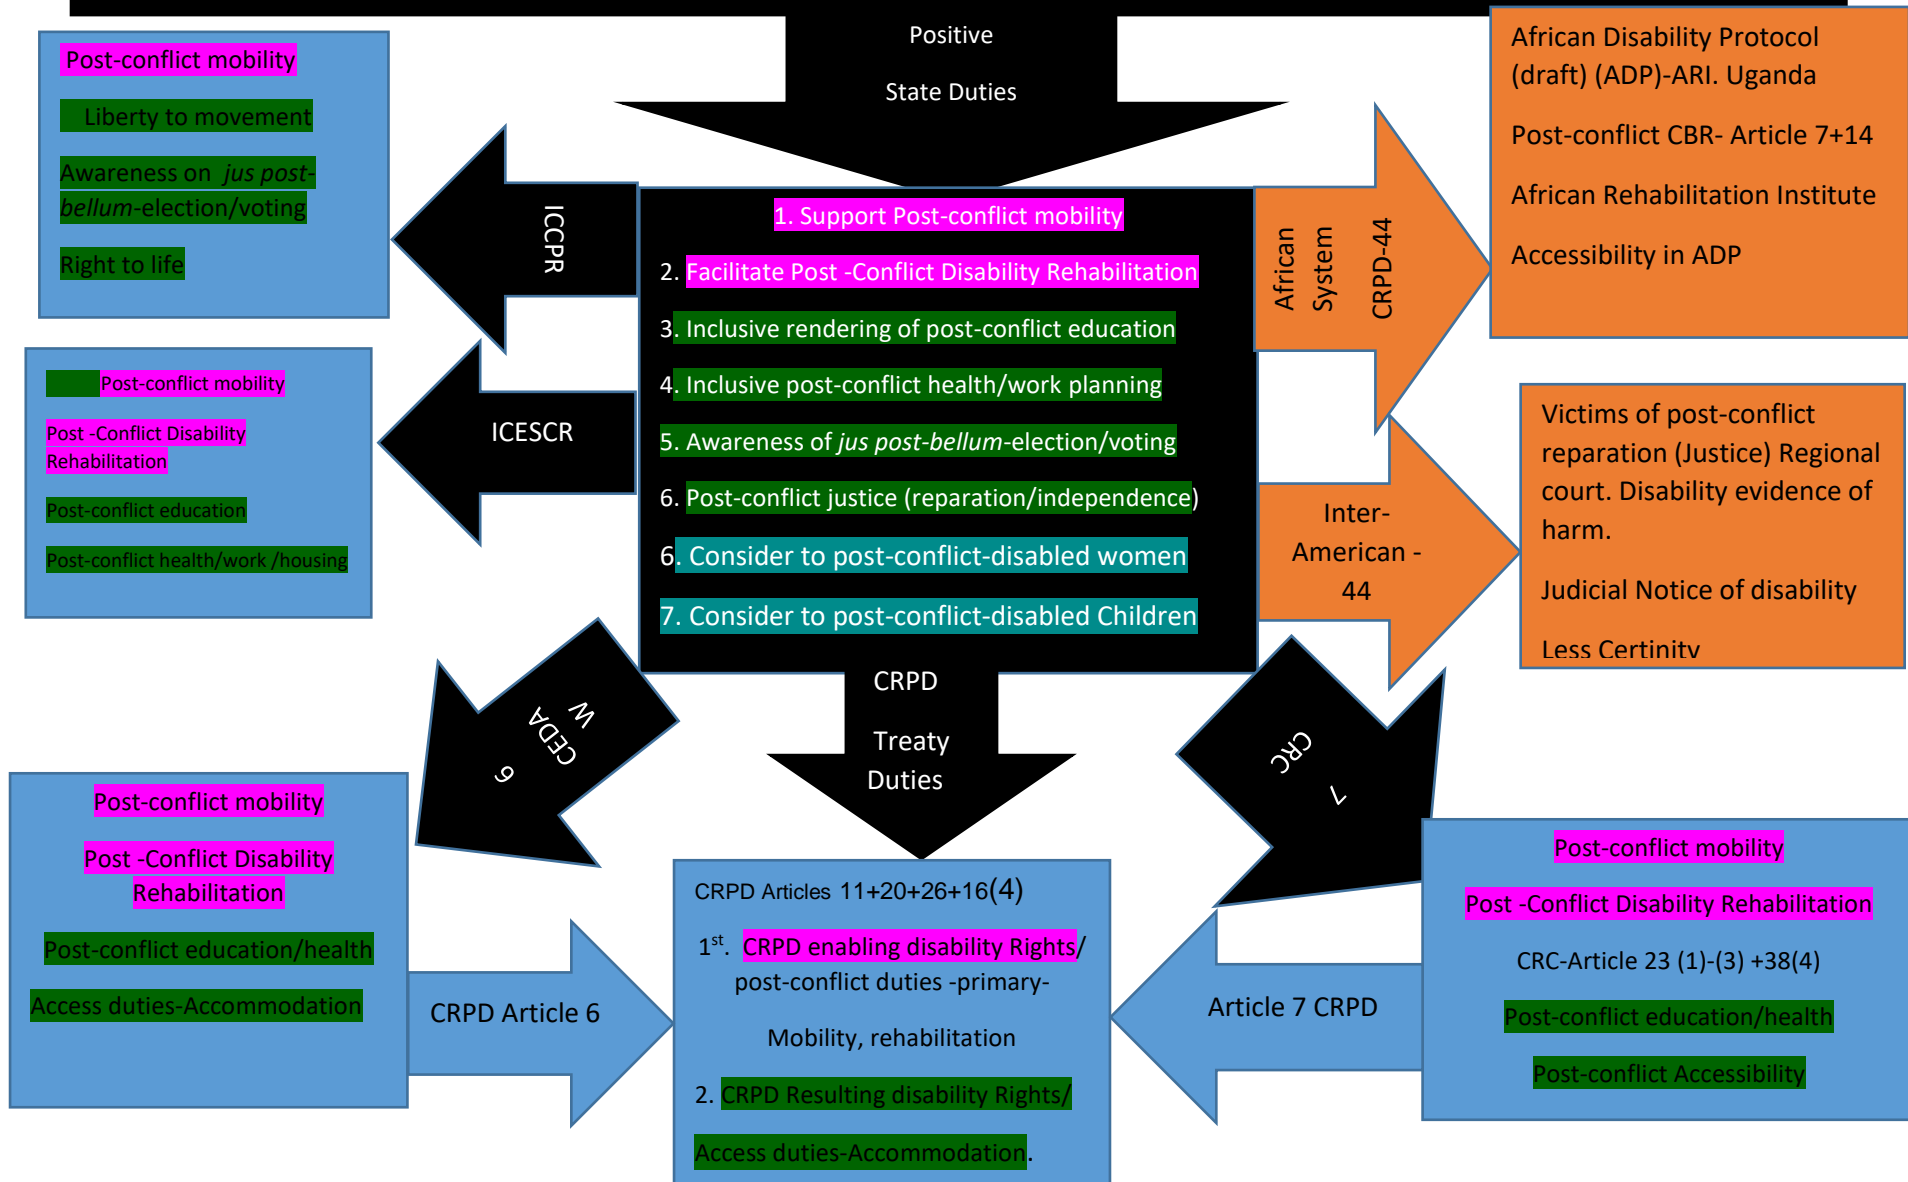 Positive
State Duties
Post-conflict mobility
Liberty to movement
Awareness on jus post-
bellum-election/voting
Right to life
ICCPR
1. Support Post-conflict mobility
2. Facilitate Post -Conflict Disability Rehabilitation
3. Inclusive rendering of post-conflict education
4. Inclusive post-conflict health/work planning
5. Awareness of jus post-bellum-election/voting
6. Post-conflict justice (reparation/independence)
6. Consider to post-conflict-disabled women
7. Consider to post-conflict-disabled Children
African
System
CRPD-44
African Disability Protocol
(draft) (ADP)-ARI. Uganda
Post-conflict CBR- Article 7+14
African Rehabilitation Institute
Accessibility in ADP
Post-conflict mobility
Post -Conflict Disability
Rehabilitation
Post-conflict education
Post-conflict health/work /housing
ICESCR
Inter-
American -
44
Victims of post-conflict
reparation (Justice) Regional
court. Disability evidence of
harm.
Judicial Notice of disability
Less Certinity
CEDA
W
6
CRPD
Treaty
Duties
CRC
7
Post-conflict mobility
Post -Conflict Disability
Rehabilitation
Post-conflict education/health
Access duties-Accommodation
CRPD Article 6
CRPD Articles 11+20+26+16(4)
1st. CRPD enabling disability Rights/
post-conflict duties -primary-
Mobility, rehabilitation
2. CRPD Resulting disability Rights/
Access duties-Accommodation.
Article 7 CRPD
Post-conflict mobility
Post -Conflict Disability Rehabilitation
CRC-Article 23 (1)-(3) +38(4)
Post-conflict education/health
Post-conflict Accessibility